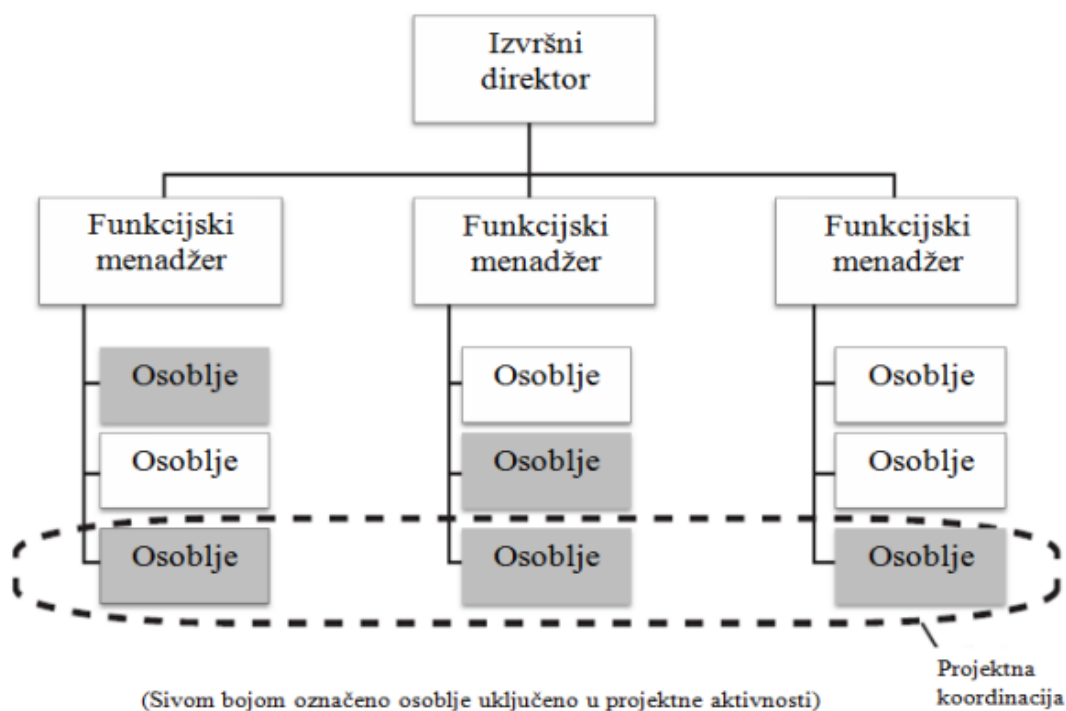 Izvršni
direktor
Funkcijski
menadžer
Funkcijski
menadžer
Funkcijski
menadžer
Osoblje
Osoblje
Osoblje
Osoblje
Osoblje
Osoblje
Osoblje
Osoblje
Osoblje
Projektna
koordinacija
(Sivom bojom označeno osoblje uključeno u projektne aktivnosti)